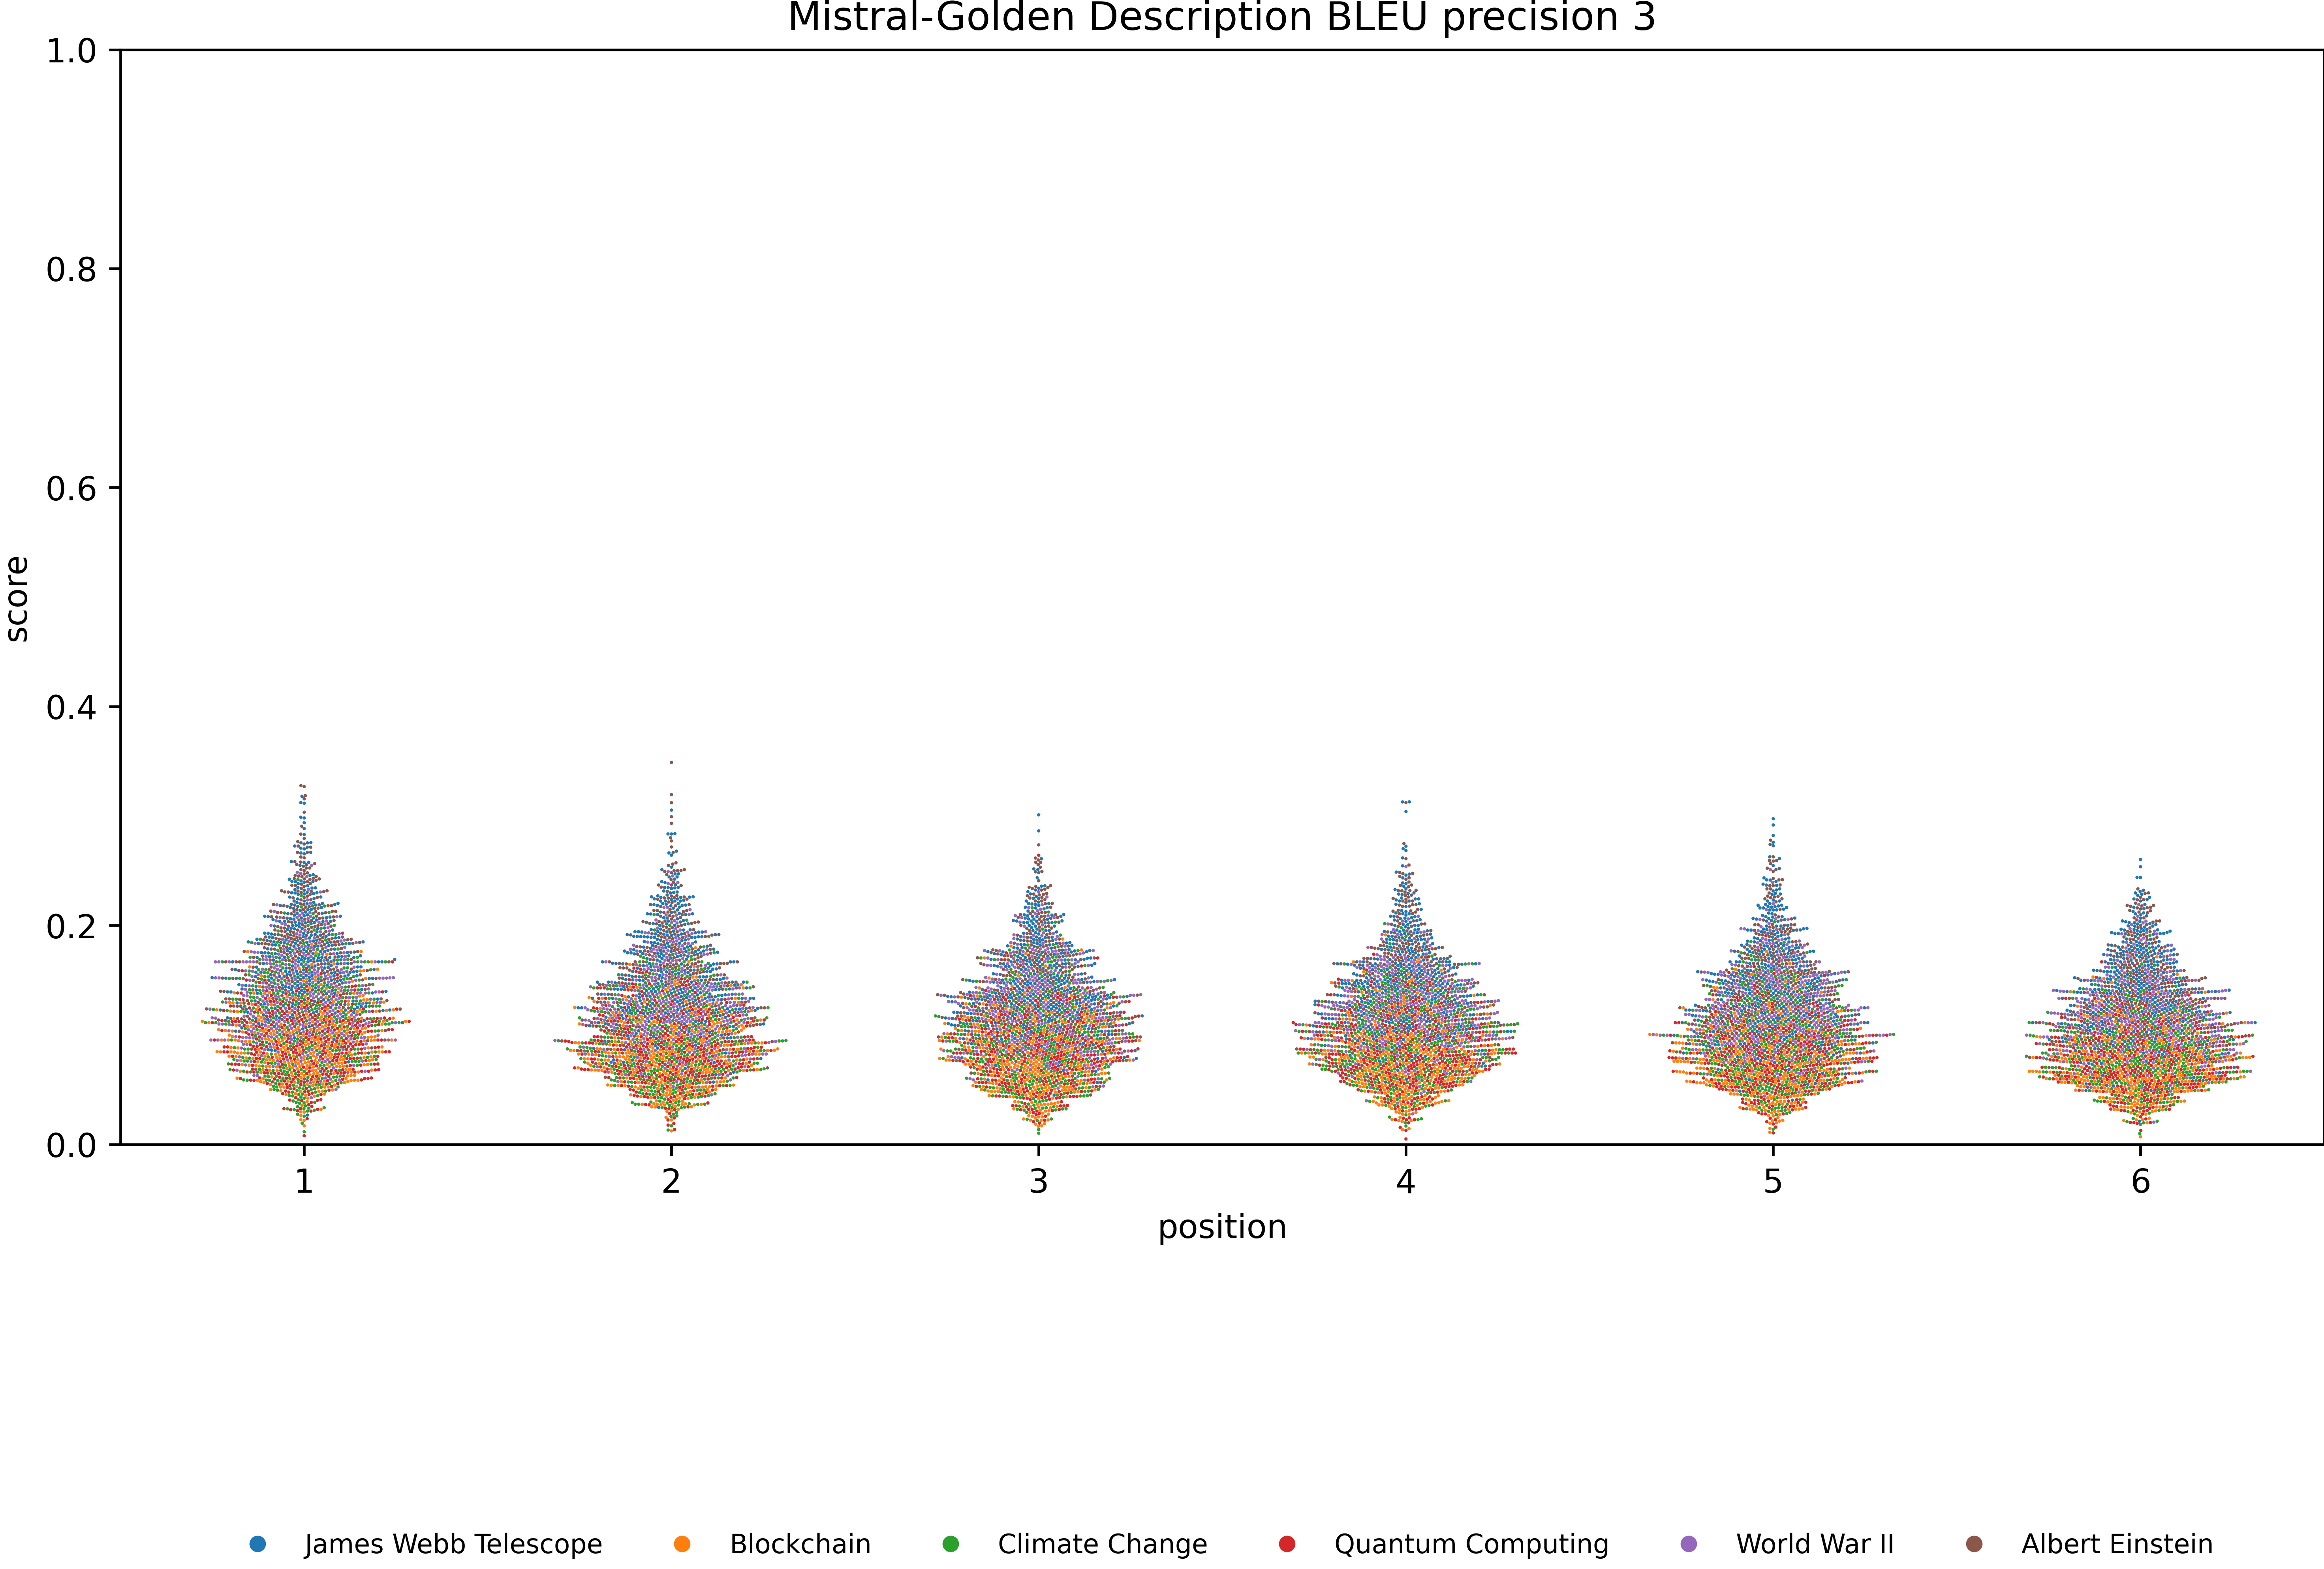 Mistral-Golden Description BLEU precision 3
1.0
0.8
0.6
0.4
0.2
0.0
score
1 2 3 4 5 6
position
James Webb Telescope Blockchain Climate Change Quantum Computing World War II Albert Einstein